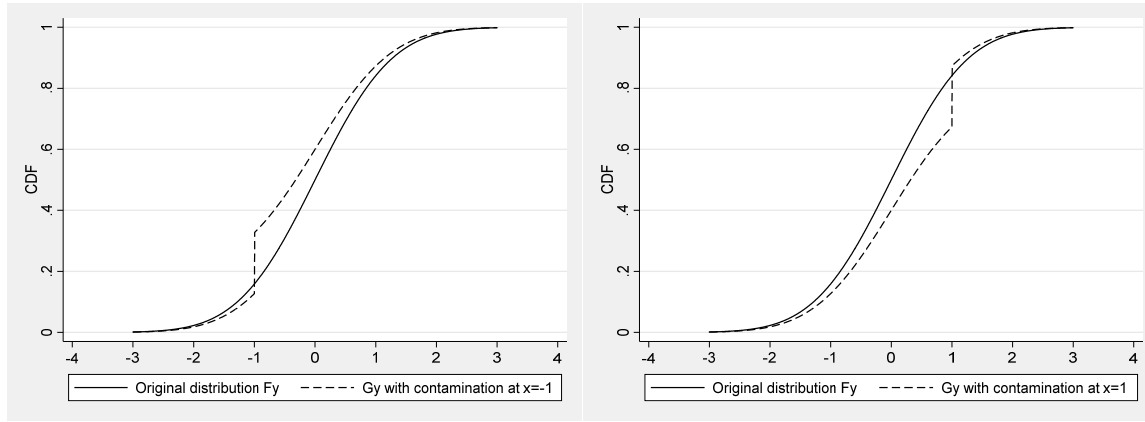 CDF
1
.8
.6
.4
.2
0
-4 -3 -2 -1 0 1 2 3 4
Original distribution Fy Gy with contamination at x=-1
CDF
1
.8
.6
.4
.2
0
-4 -3 -2 -1 0 1 2 3 4
Original distribution Fy Gy with contamination at x=1